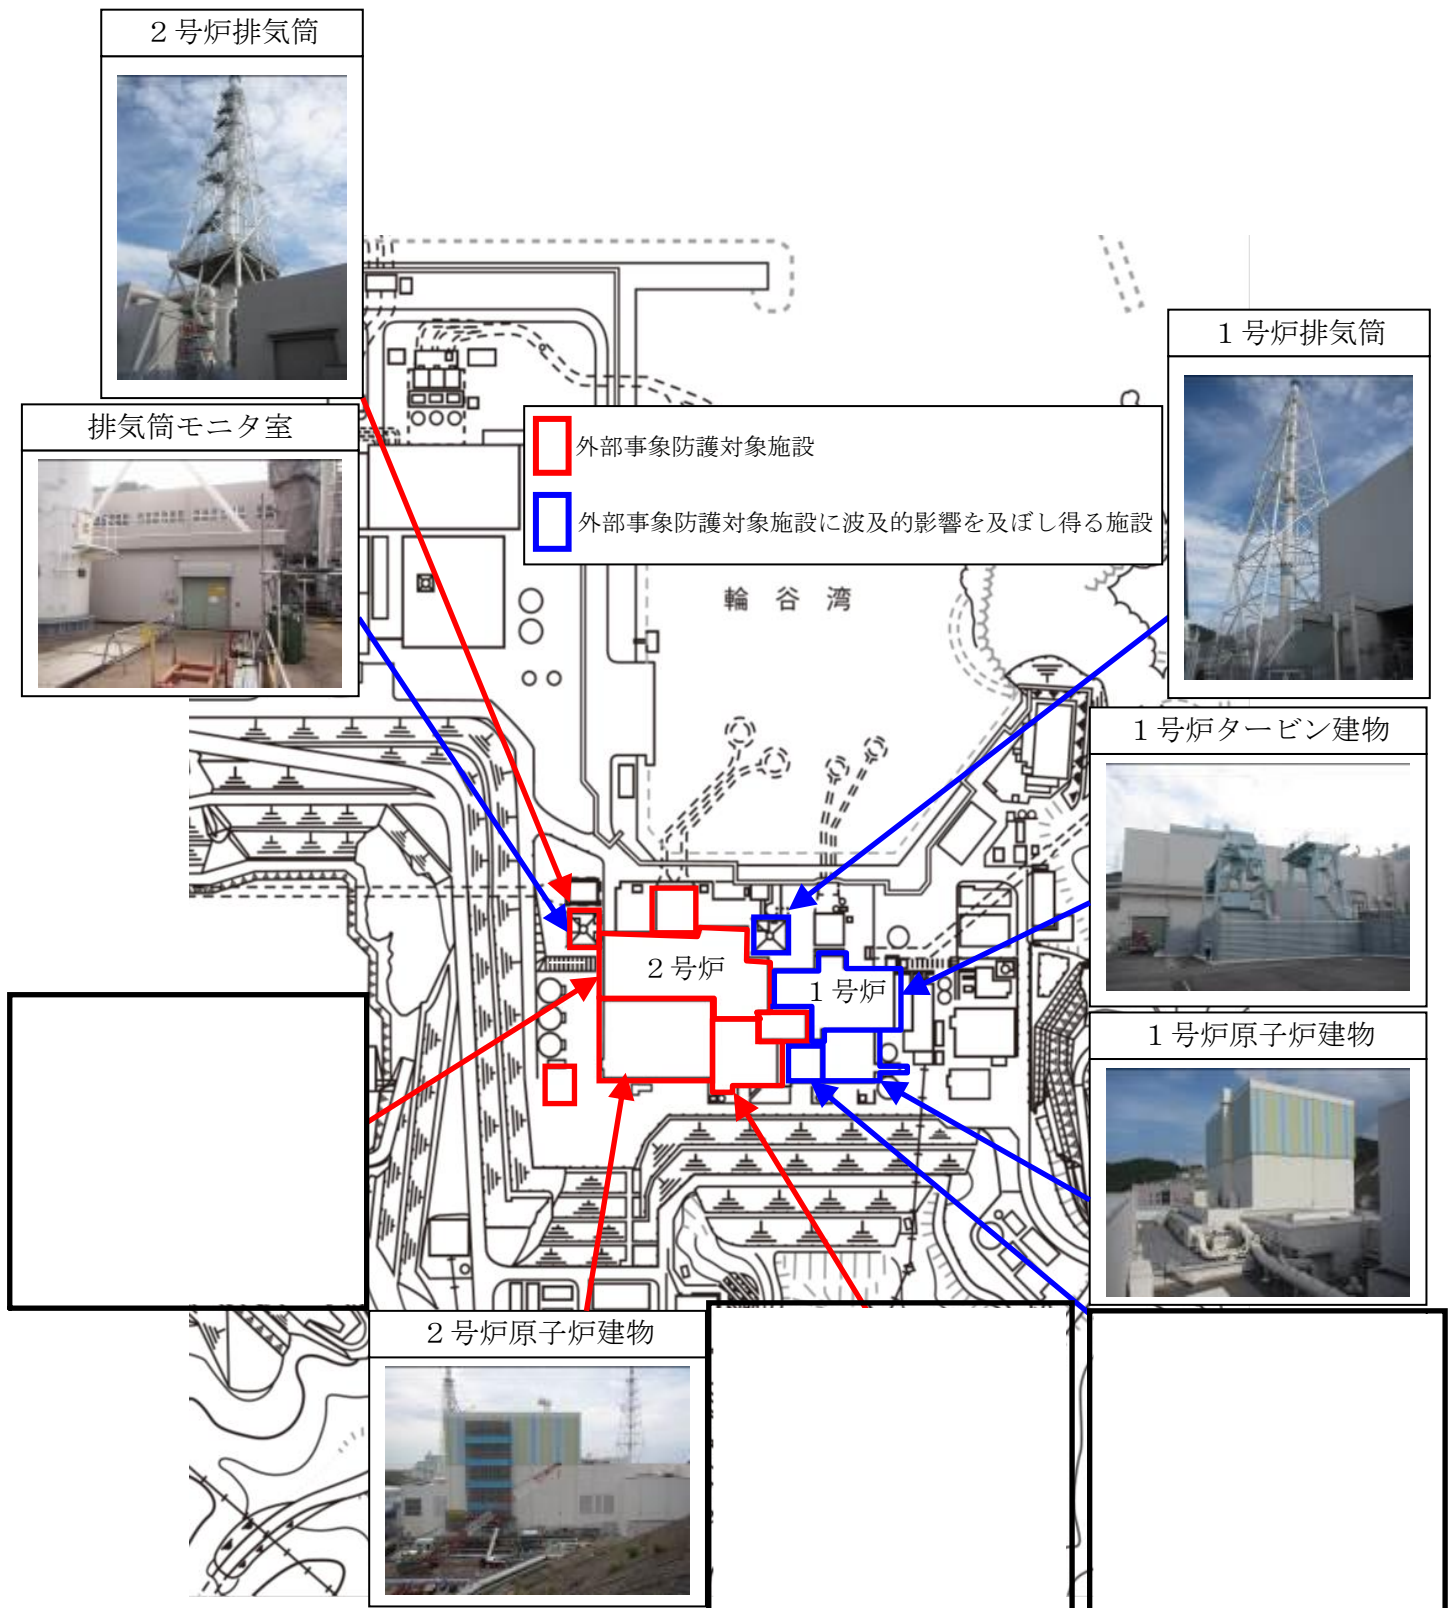 ２号炉排気筒
１号炉排気筒
排気筒モニタ室
外部事象防護対象施設
外部事象防護対象施設に波及的影響を及ぼし得る施設
輪谷湾
１号炉タービン建物
２号炉
１号炉
１号炉原子炉建物
２号炉原子炉建物